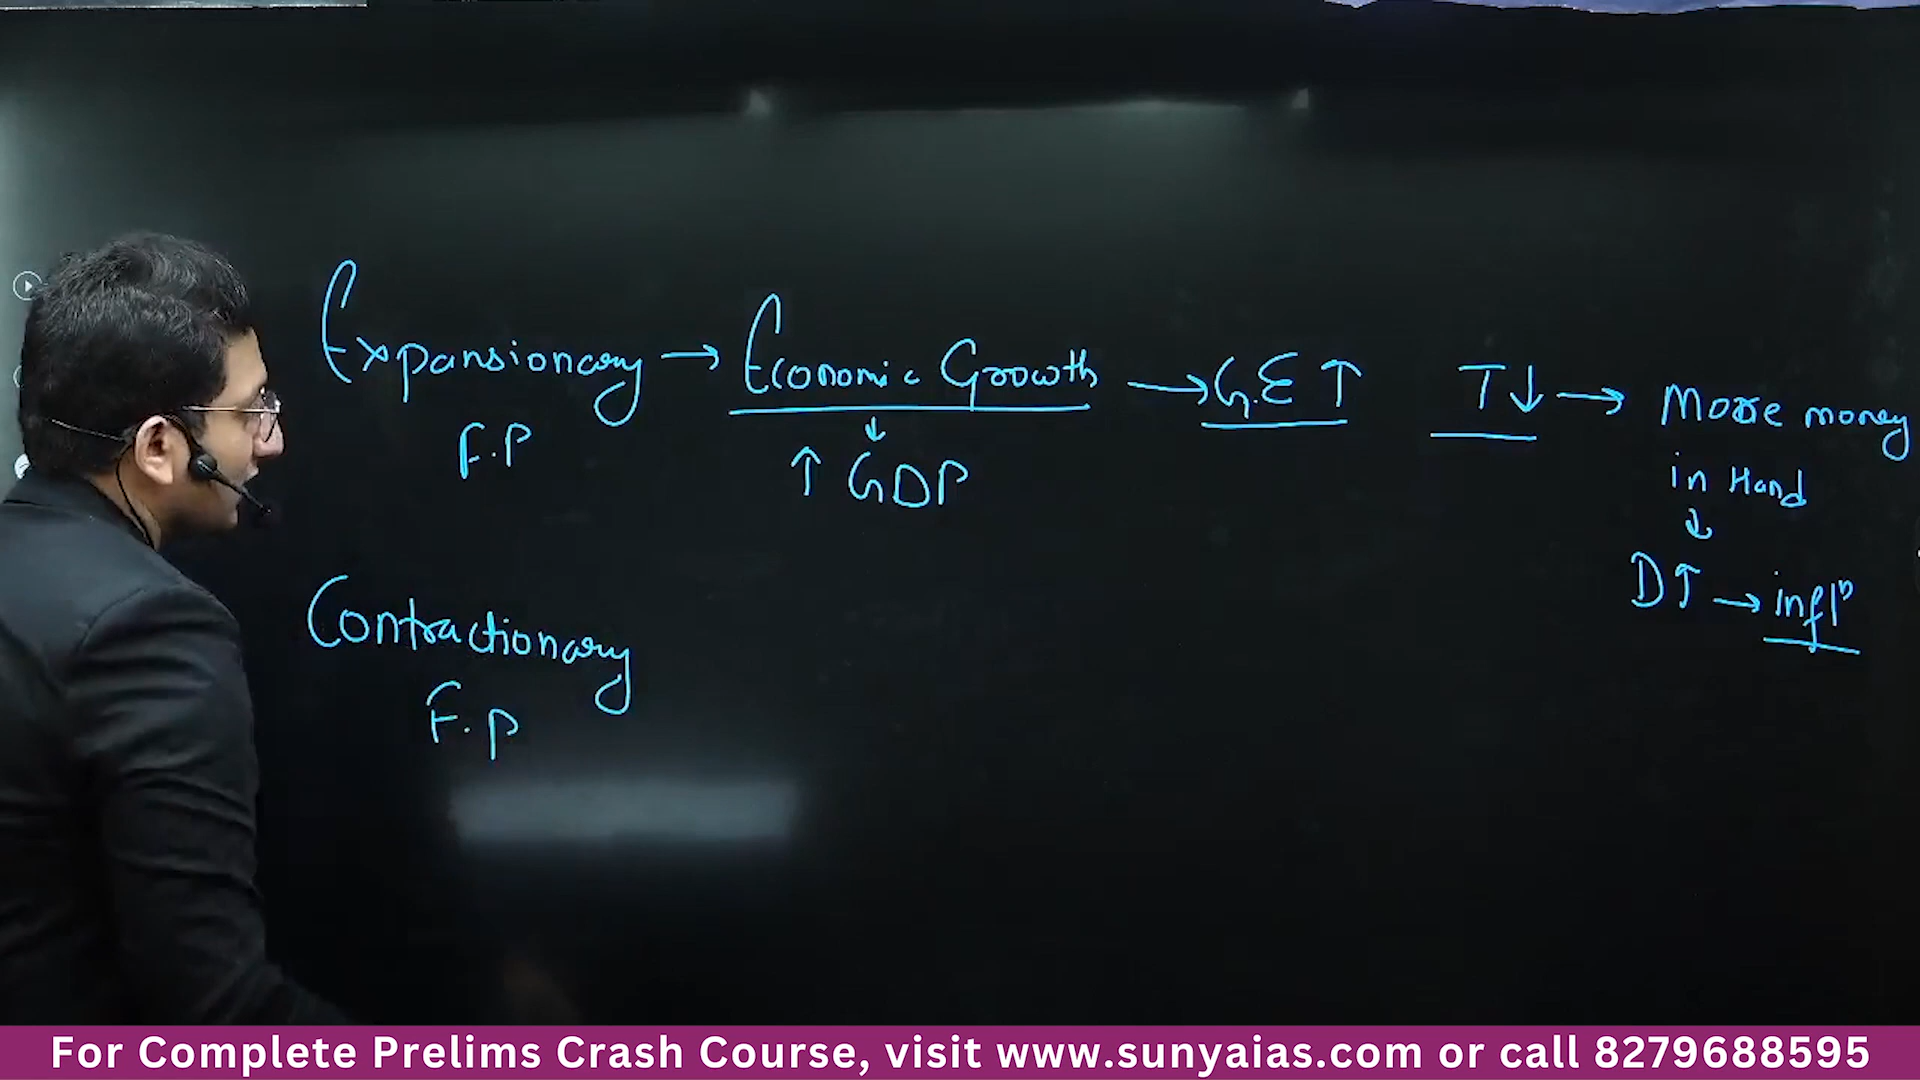 Expansionary → Economic Growth → G.E ↑ T↓ → More money
F.P
↓
↑ GDP
in Hand
↓
D↑ → inflⁿ
Contractionary
F.P
For Complete Prelims Crash Course, visit www.sunyaias.com or call 8279688595